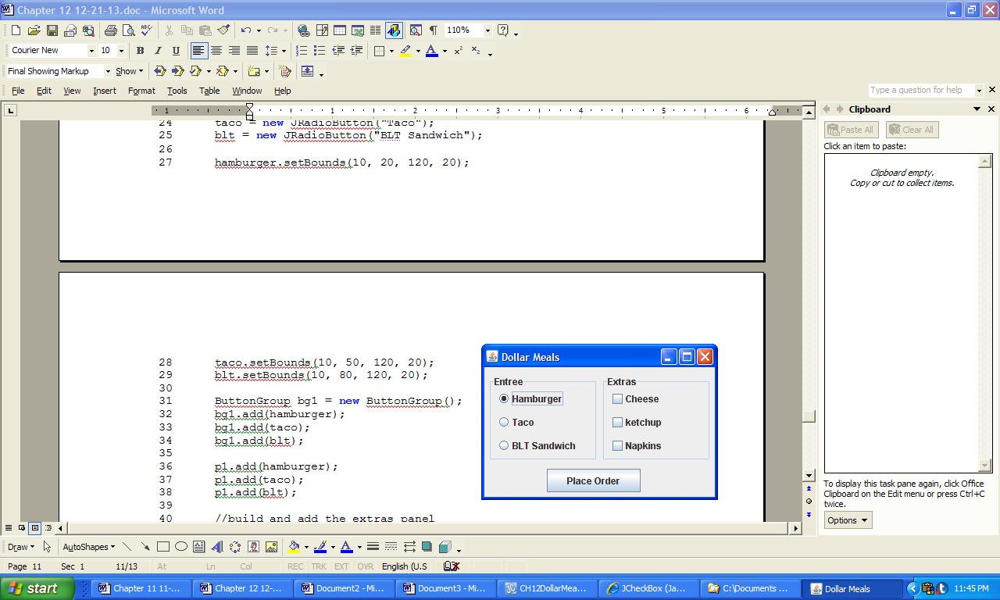 Chapter 12 12-21-13.doc - Microsoft Word
110%
Courier New 10 B I U
Final Showing Markup Show
File Edit View Insert Format Tools Table Window Help Type a question for help
1 1 2 3 4 5 6
Clipboard
Paste All Clear All
Click an item to paste:
Clipboard empty.
Copy or cut to collect items.
24 taco = new JRadioButton("Taco");
25 blt = new JRadioButton("BLT Sandwich");
26
27 hamburger.setBounds(10, 20, 120, 20);
28 taco.setBounds(10, 50, 120, 20);
29 blt.setBounds(10, 80, 120, 20);
30
31 ButtonGroup bg1 = new ButtonGroup();
32 bg1.add(hamburger);
33 bg1.add(taco);
34 bg1.add(blt);
35
36 p1.add(hamburger);
37 p1.add(taco);
38 p1.add(blt);
39
40 //build and add the extras panel
Dollar Meals
Entree Extras
Hamburger Cheese
Taco ketchup
BLT Sandwich Napkins
Place Order
To display this task pane again, click Office
Clipboard on the Edit menu or press Ctrl+C
twice.
Options
Draw AutoShapes
Page 11 Sec 1 11/13 At Ln Col REC TRK EXT OVR English (U.S
start Chapter 11 11-... Chapter 12 12-... Document2 - Mi... Document3 - Mi... CH12DollarMea... JCheckBox (Ja... C:\Documents ... Dollar Meals 11:45 PM